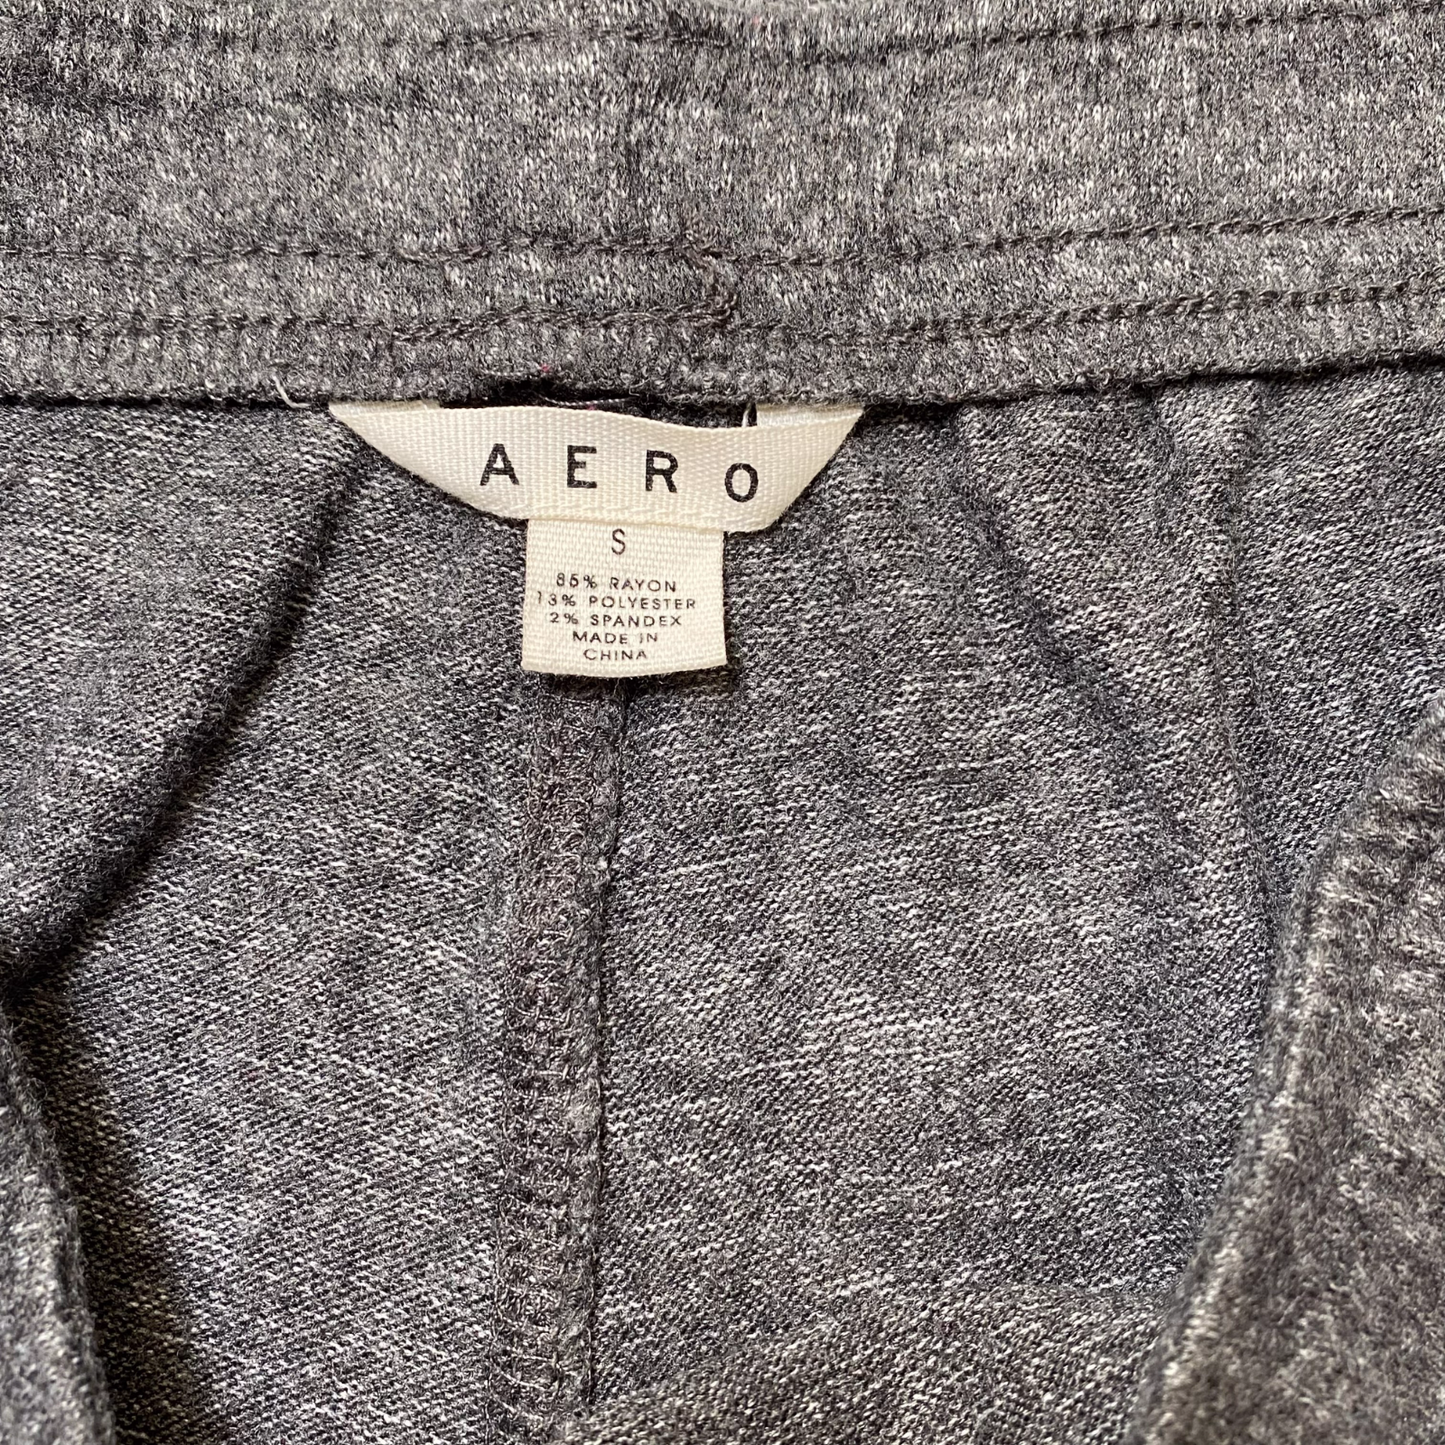 AERO
S
85% RAYON
13% POLYESTER
2% SPANDEX
MADE IN
CHINA